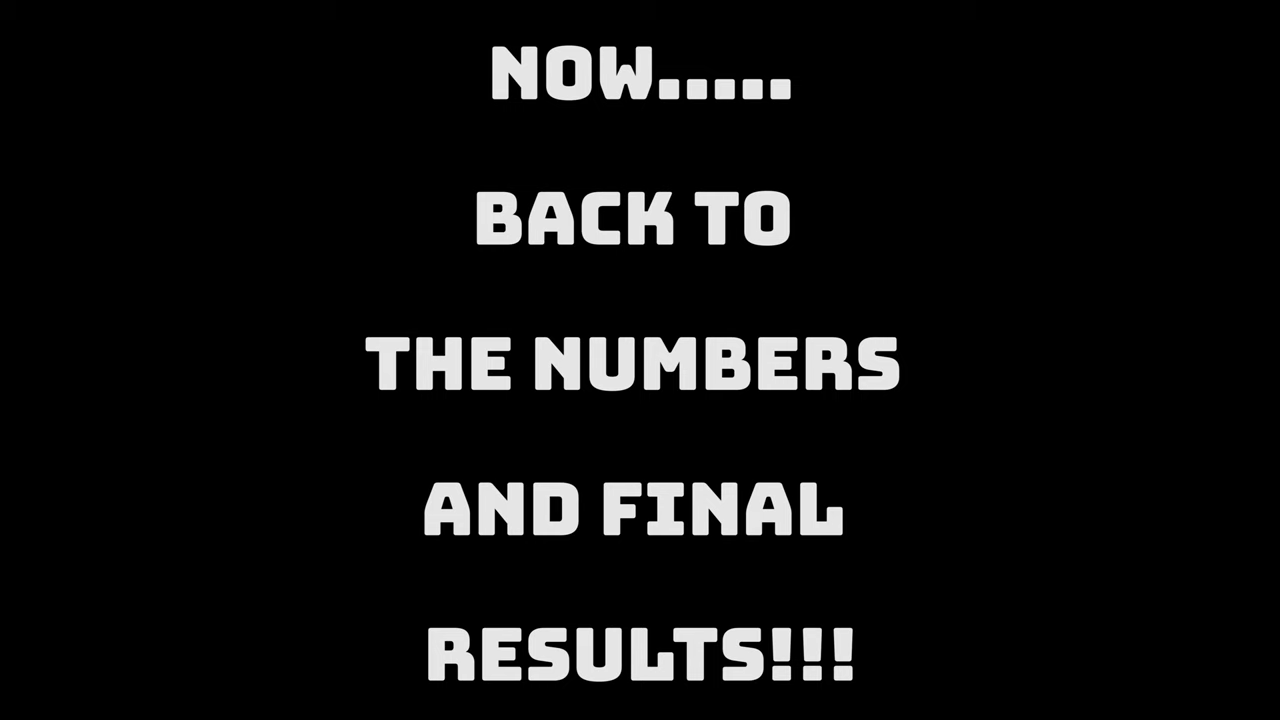 NOW.....
BACK TO
THE NUMBERS
AND FINAL
RESULTS!!!